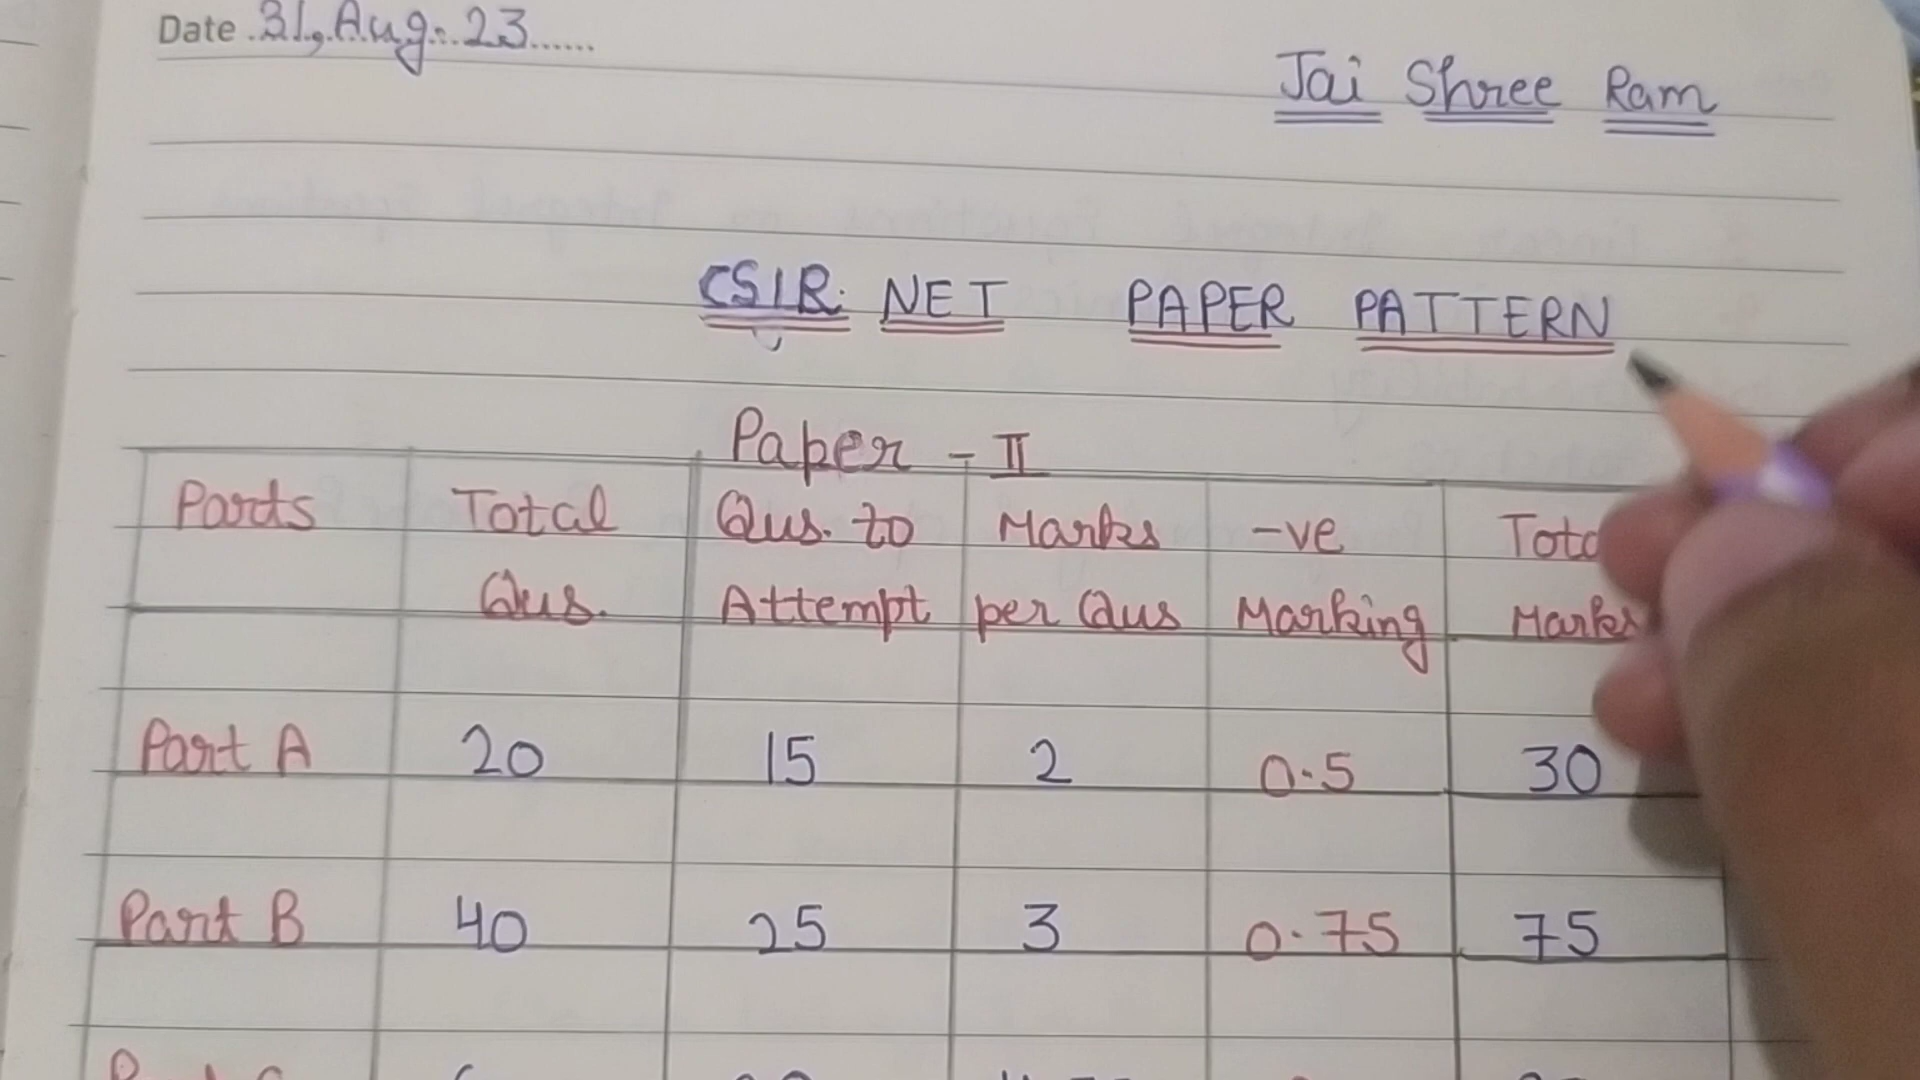 Date 31, Aug. 23
Jai Shree Ram
CSIR NET PAPER PATTERN
Paper - II
Parts Total Qus. to Marks -ve
Qus. Attempt per Qus Marking Marks
Part A 20 15 2 0.5 30
Part B 40 25 3 0.75 75